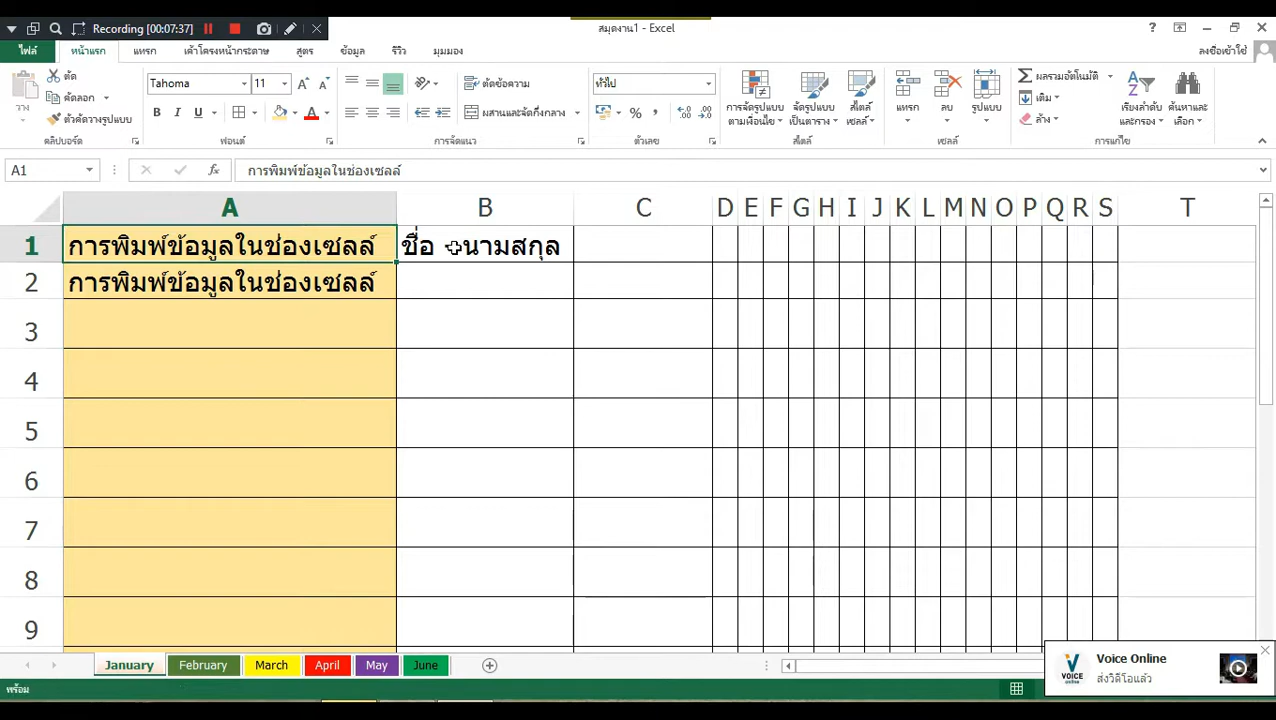 Recording [00:07:37]
สมุดงาน1 - Excel
ไฟล์ หน้าแรก แทรก เค้าโครงหน้ากระดาษ สูตร ข้อมูล รีวิว มุมมอง ลงชื่อเข้าใช้
วาง ตัด คัดลอก ตัวคัดวางรูปแบบ
คลิปบอร์ด
Tahoma 11
B I U A
ฟอนต์
ตัดข้อความ
ผสานและจัดกึ่งกลาง
การจัดแนว
ทั่วไป
%
ตัวเลข
การจัดรูปแบบ
ตามเงื่อนไข
จัดรูปแบบ
เป็นตาราง
สไตล์
เซลล์
สไตล์
แทรก ลบ รูปแบบ
เซลล์
ผลรวมอัตโนมัติ
เติม
ล้าง
เรียงลำดับ
และกรอง
ค้นหาและ
เลือก
การแก้ไข
A1 fx การพิมพ์ข้อมูลในช่องเซลล์
A B C D E F G H I J K L M N O P Q R S T
1 การพิมพ์ข้อมูลในช่องเซลล์ ชื่อ - นามสกุล
2 การพิมพ์ข้อมูลในช่องเซลล์
3
4
5
6
7
8
9
January February March April May June
Voice Online
ส่งวิดีโอแล้ว
VOICE
online
พร้อม